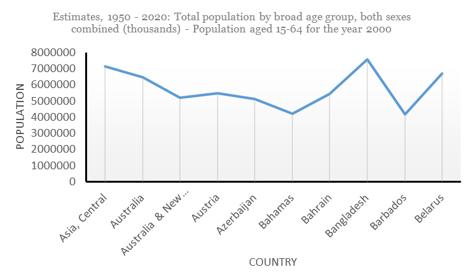 Estimates, 1950 - 2020: Total population by broad age group, both sexes
combined (thousands) - Population aged 15-64 for the year 2000
POPULATION
8000000
7000000
6000000
5000000
4000000
3000000
2000000
1000000
0
Asia, Central
Australia
Australia & New...
Austria
Azerbaijan
Bahamas
Bahrain
Bangladesh
Barbados
Belarus
COUNTRY